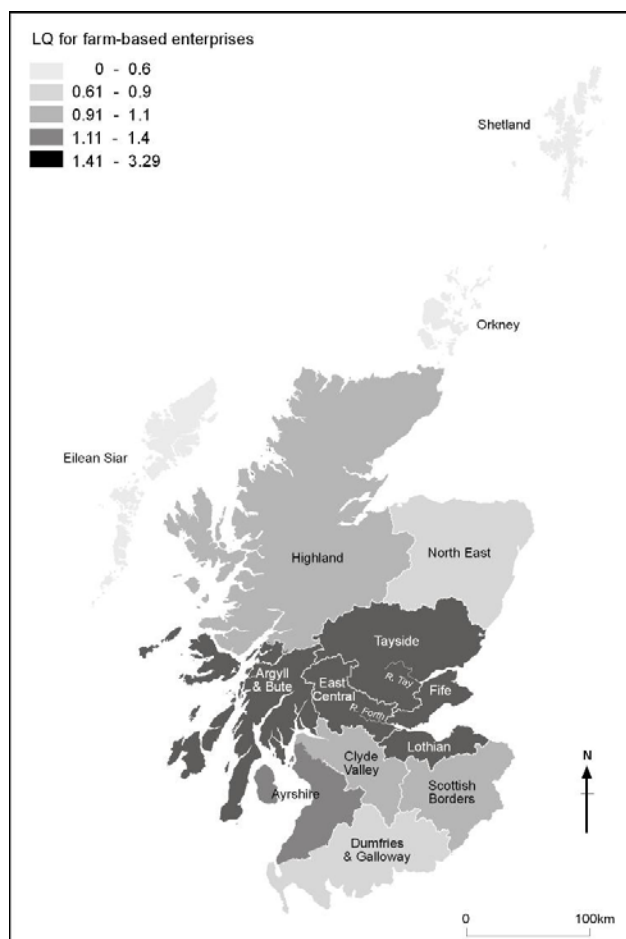 LQ for farm-based enterprises
0 - 0.6
0.61 - 0.9
0.91 - 1.1
1.11 - 1.4
1.41 - 3.29
Shetland
Orkney
Eilean Siar
Highland
North East
Tayside
Argyll
& Bute
East
Central
R. Tay
Fife
R. Forth
Lothian
Clyde
Valley
Ayrshire
Scottish
Borders
Dumfries
& Galloway
N
0 100km